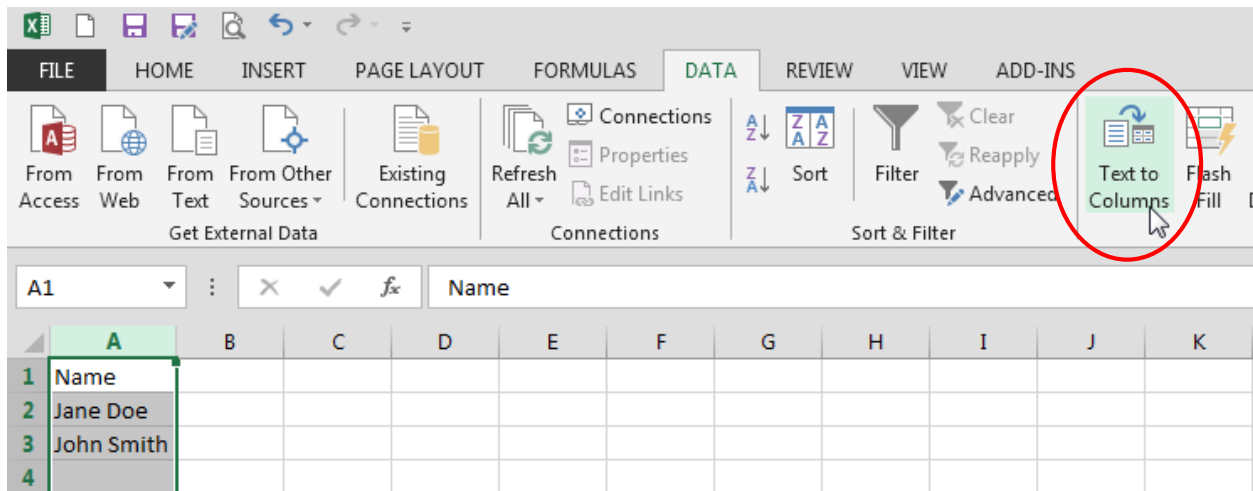 FILE HOME INSERT PAGE LAYOUT FORMULAS DATA REVIEW VIEW ADD-INS
From Access
From Web
From Text
From Other Sources
Existing Connections
Refresh All
Connections
Properties
Edit Links
Sort
Filter
Clear
Reapply
Advanced
Text to Columns
Flash Fill
Get External Data
Connections
Sort & Filter
A1 fx Name
A B C D E F G H I J K
1 Name
2 Jane Doe
3 John Smith
4